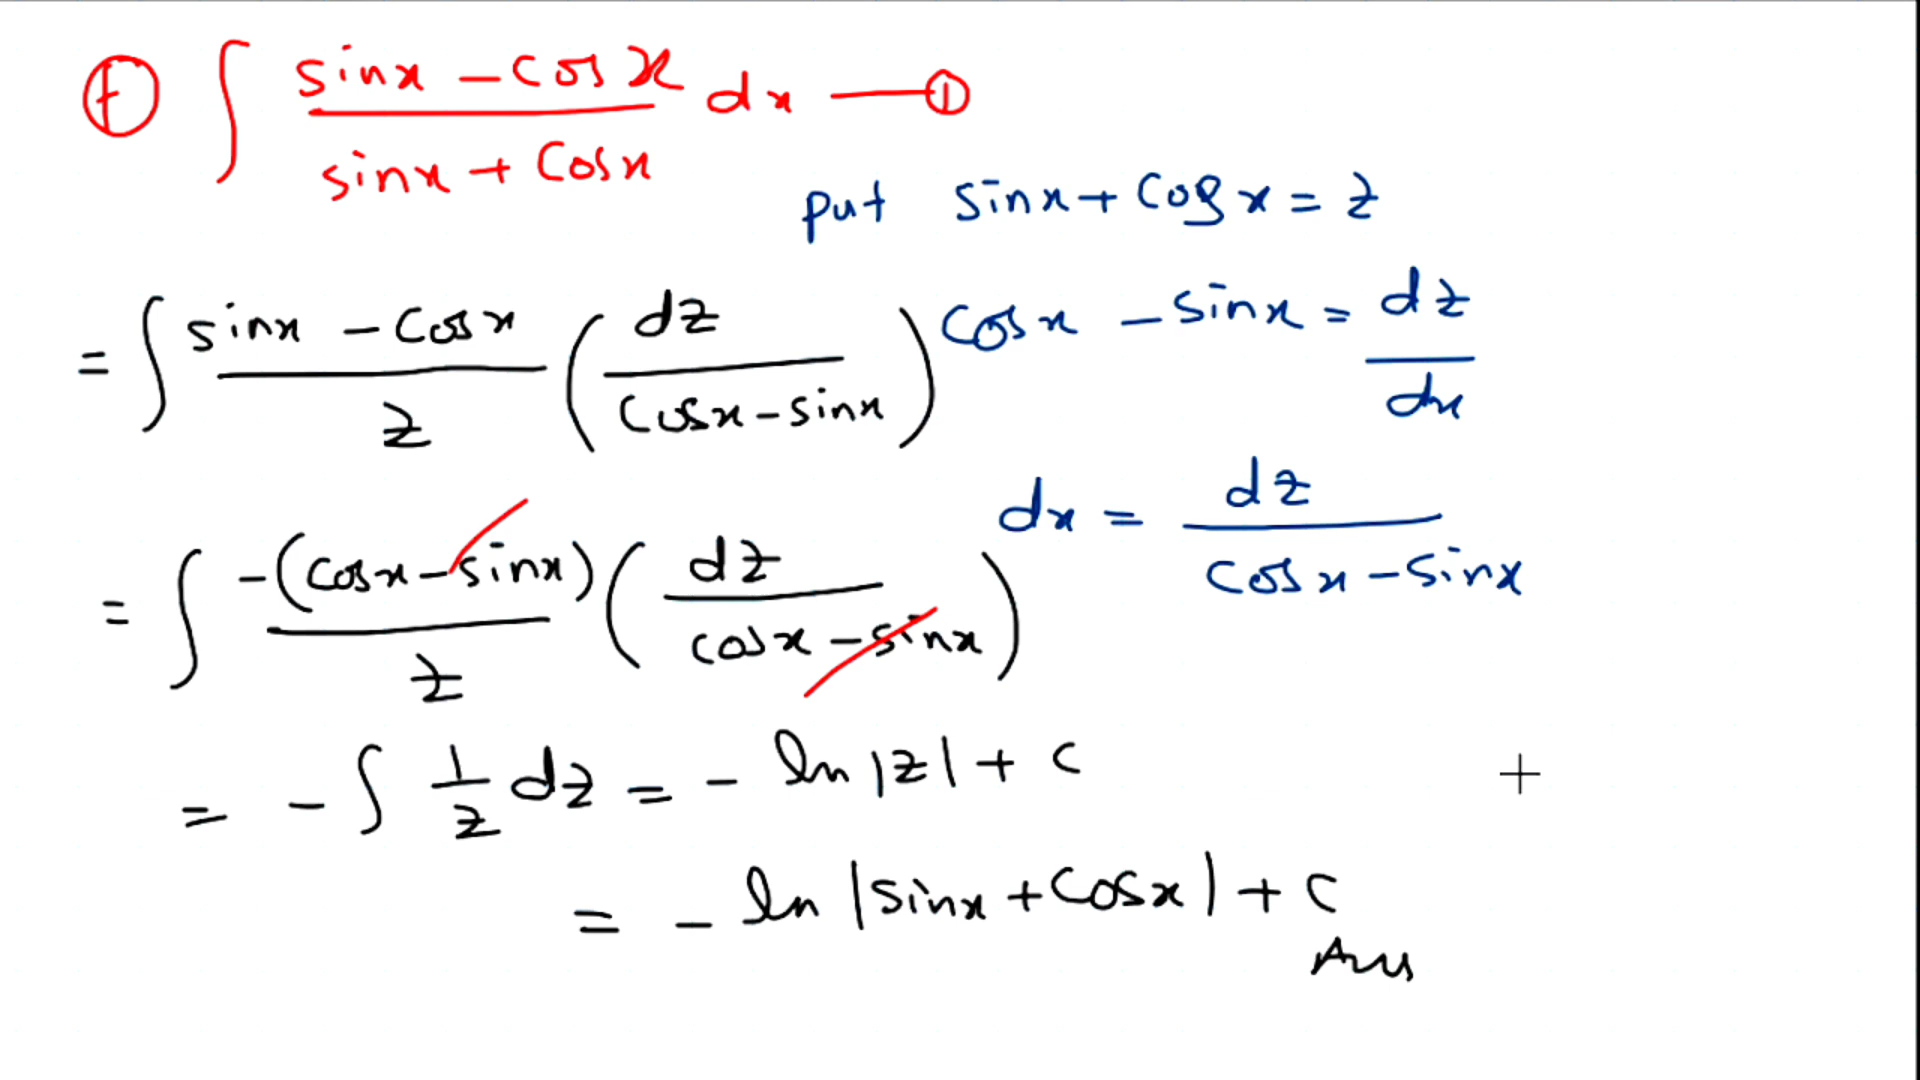 Ⓕ ∫ (sinx - cosx)/(sinx + cosx) dx —①
put sinx + cosx = z
= ∫ (sinx - cosx)/z (dz/(cosx - sinx))
cosx - sinx = dz/dx
dx = dz/(cosx - sinx)
= ∫ -(cosx - sinx)/z (dz/(cosx - sinx))
= - ∫ 1/z dz = - ln |z| + c
= - ln |sinx + cosx| + c
Ans